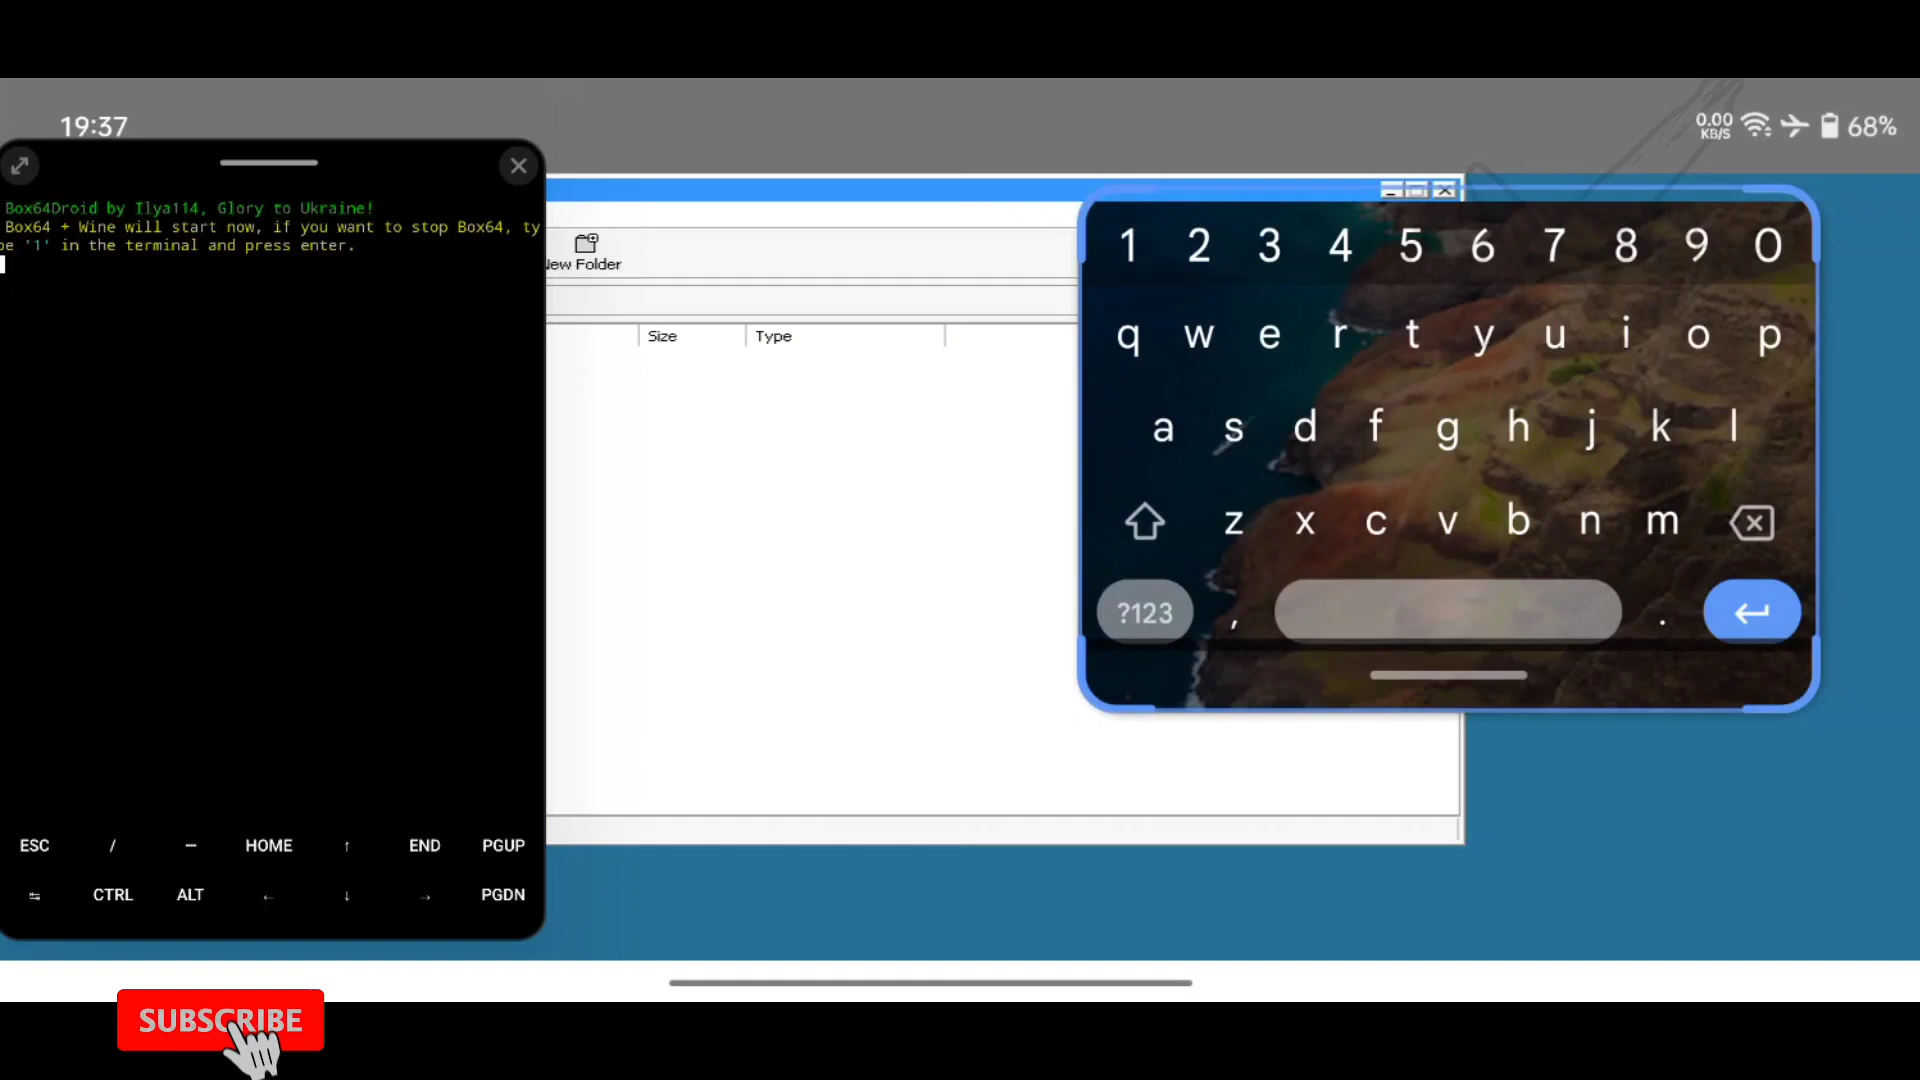 19:37
0.00
KB/S
68%
Box64Droid by Ilya114, Glory to Ukraine!
Box64 + Wine will start now, if you want to stop Box64, ty
pe '1' in the terminal and press enter.
New Folder
Size Type
1 2 3 4 5 6 7 8 9 0
q w e r t y u i o p
a s d f g h j k l
z x c v b n m
?123 , .
ESC / — HOME ↑ END PGUP
↹ CTRL ALT ← ↓ → PGDN
SUBSCRIBE